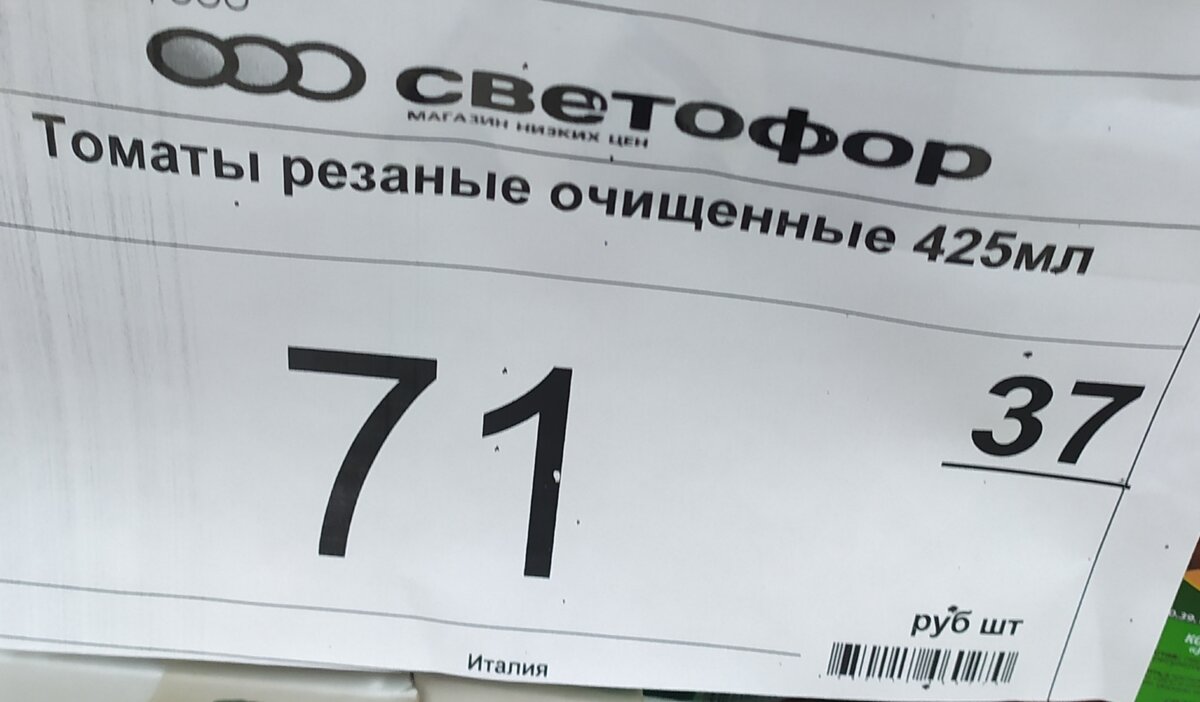 светофор
МАГАЗИН НИЗКИХ ЦЕН
Томаты резаные очищенные 425мл
71 37
руб шт
Италия